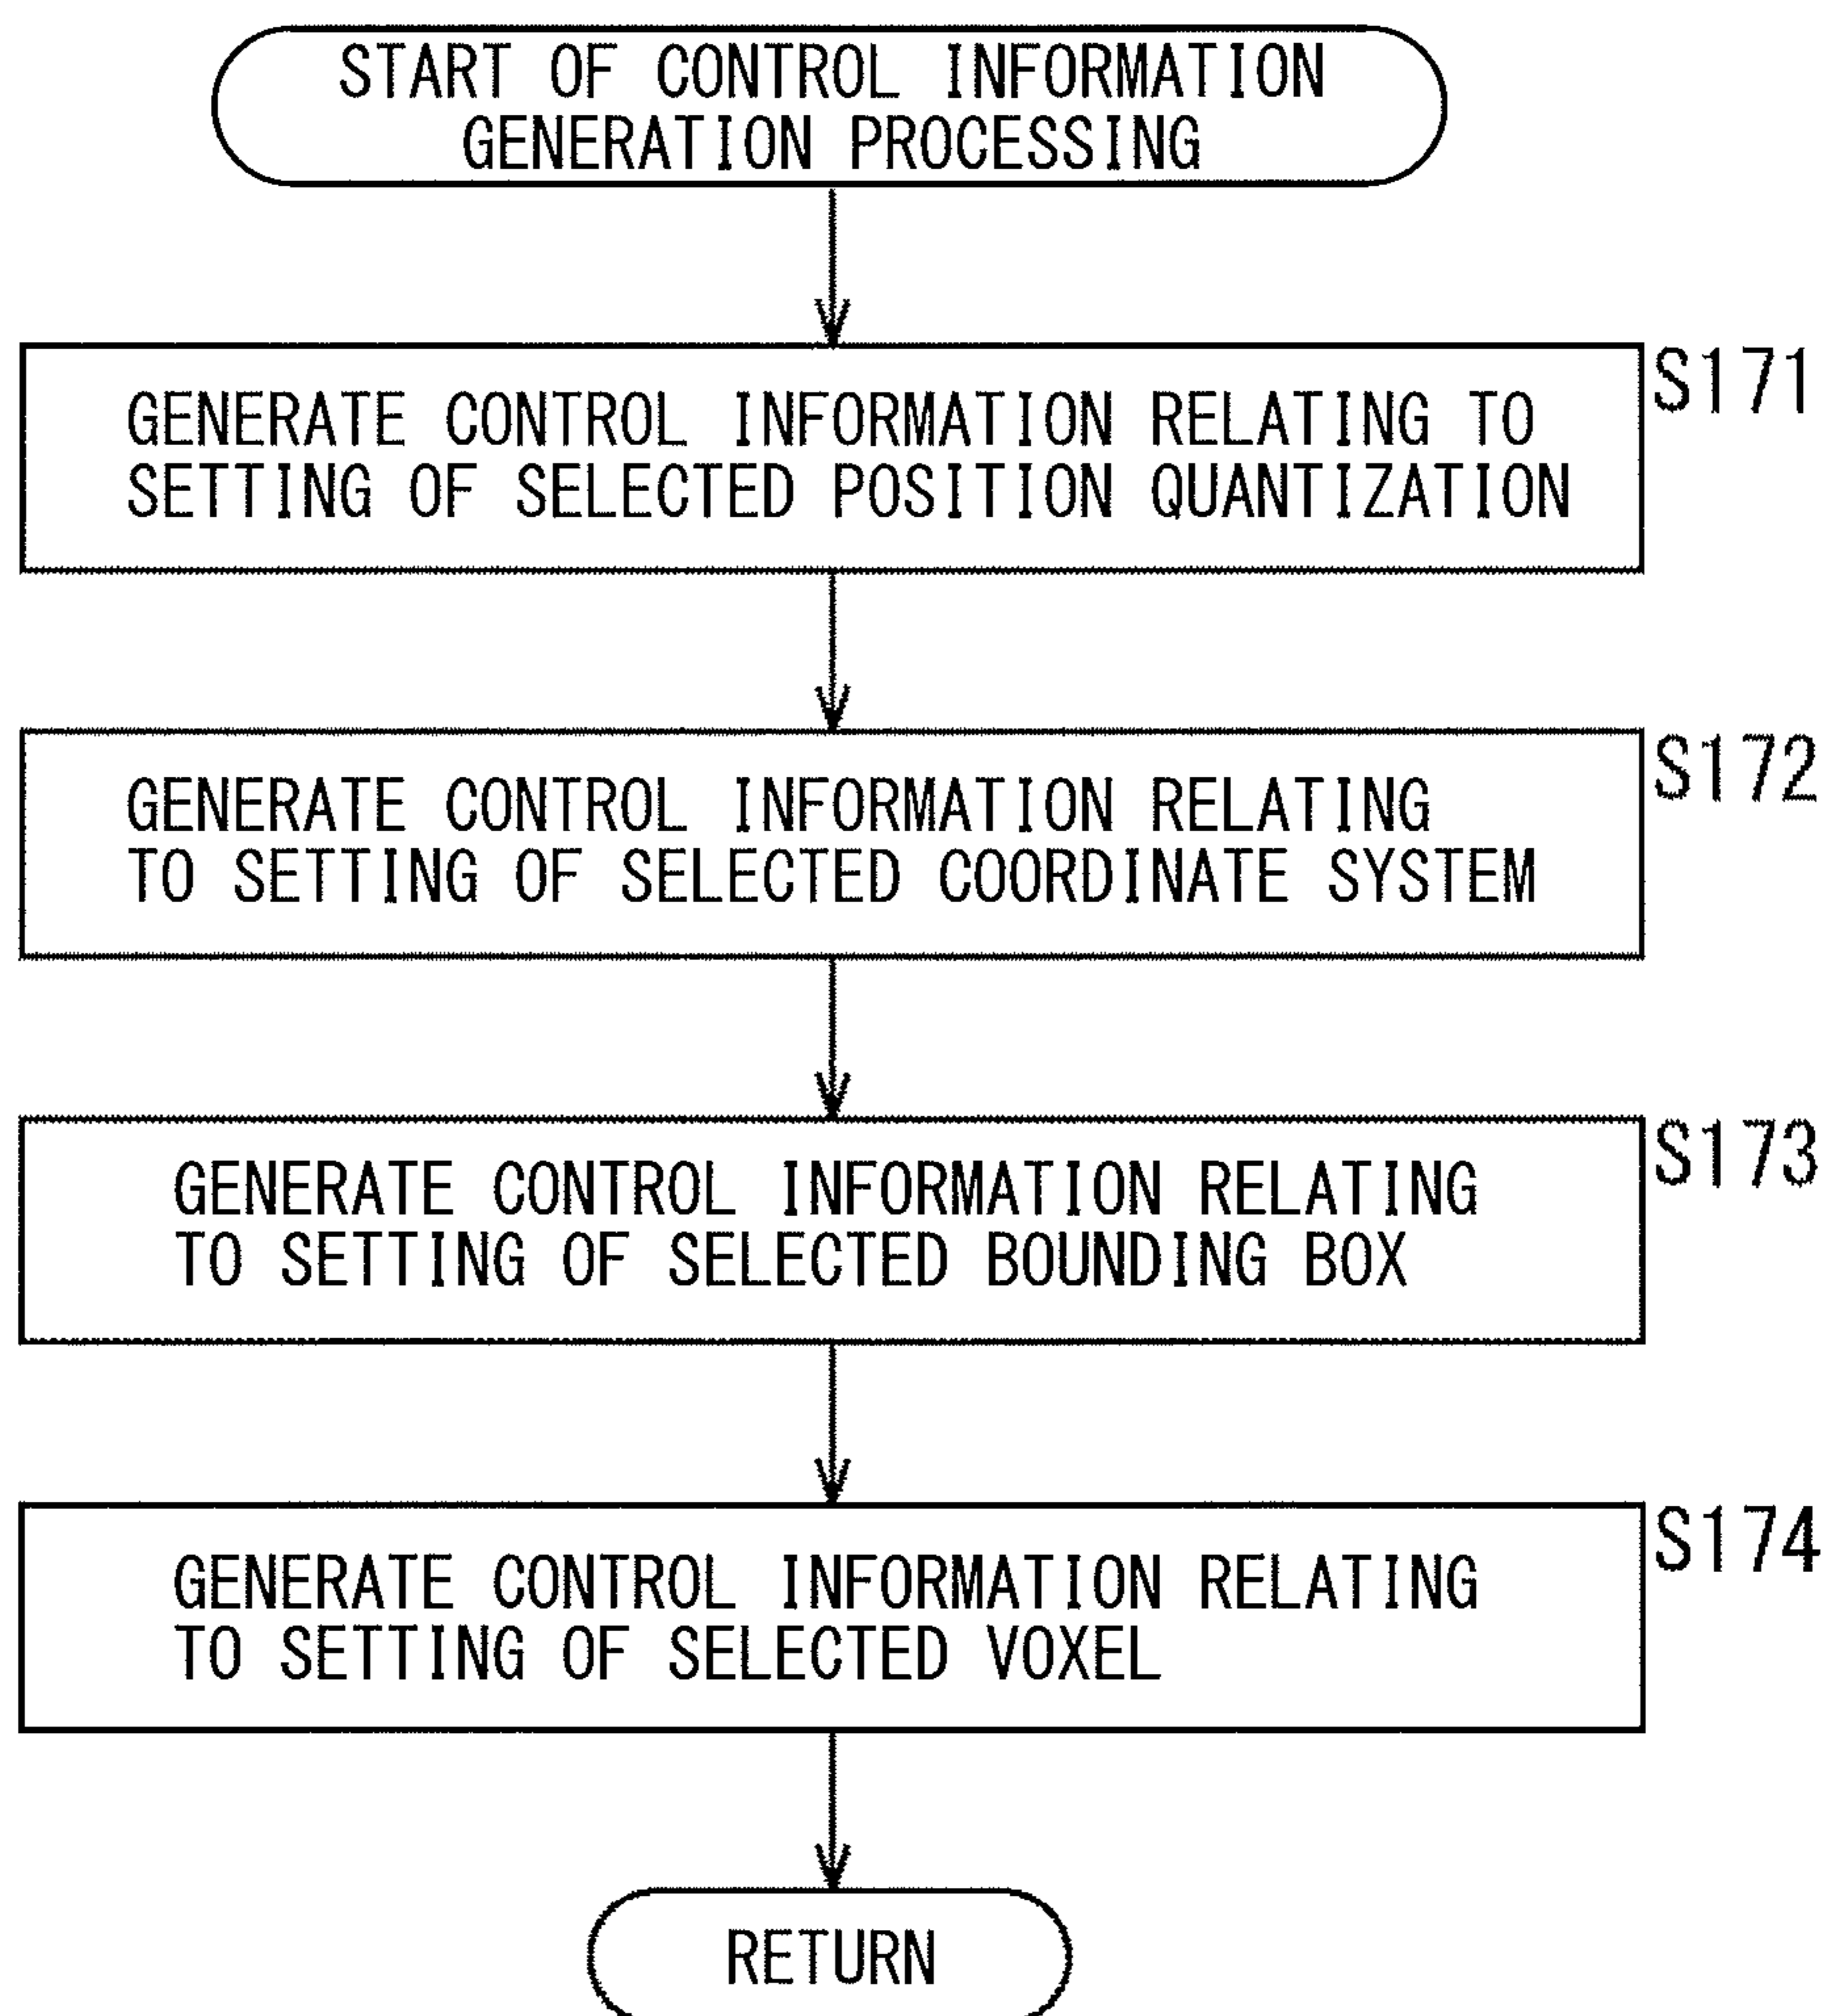 START OF CONTROL INFORMATION
GENERATION PROCESSING
S171
GENERATE CONTROL INFORMATION RELATING TO
SETTING OF SELECTED POSITION QUANTIZATION
S172
GENERATE CONTROL INFORMATION RELATING
TO SETTING OF SELECTED COORDINATE SYSTEM
S173
GENERATE CONTROL INFORMATION RELATING
TO SETTING OF SELECTED BOUNDING BOX
S174
GENERATE CONTROL INFORMATION RELATING
TO SETTING OF SELECTED VOXEL
RETURN